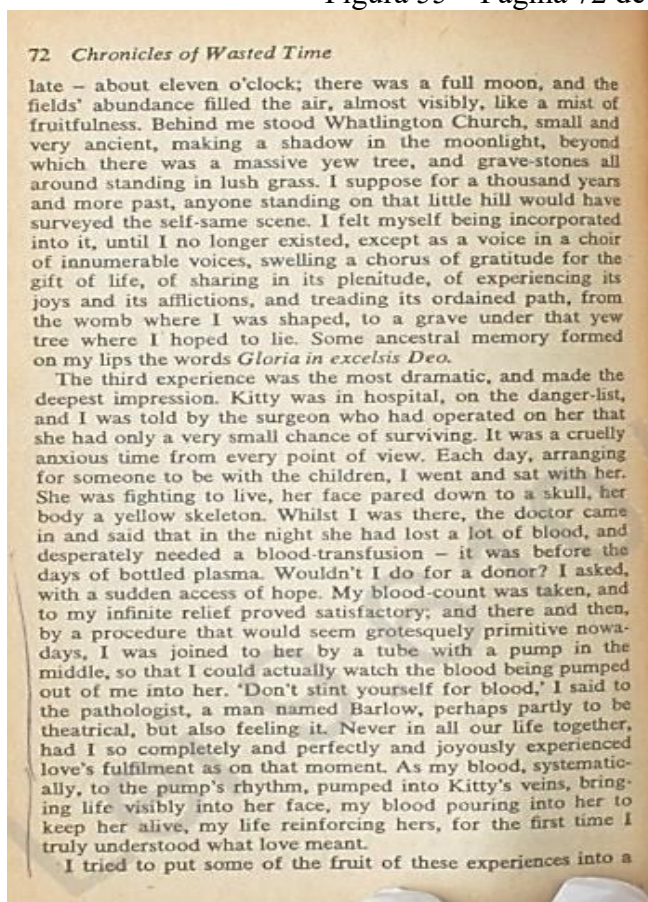 72 Chronicles of Wasted Time
late – about eleven o'clock; there was a full moon, and the
fields' abundance filled the air, almost visibly, like a mist of
fruitfulness. Behind me stood Whatlington Church, small and
very ancient, making a shadow in the moonlight, beyond
which there was a massive yew tree, and grave-stones all
around standing in lush grass. I suppose for a thousand years
and more past, anyone standing on that little hill would have
surveyed the self-same scene. I felt myself being incorporated
into it, until I no longer existed, except as a voice in a choir
of innumerable voices, swelling a chorus of gratitude for the
gift of life, of sharing in its plenitude, of experiencing its
joys and its afflictions, and treading its ordained path, from
the womb where I was shaped, to a grave under that yew
tree where I hoped to lie. Some ancestral memory formed
on my lips the words Gloria in excelsis Deo.
The third experience was the most dramatic, and made the
deepest impression. Kitty was in hospital, on the danger-list,
and I was told by the surgeon who had operated on her that
she had only a very small chance of surviving. It was a cruelly
anxious time from every point of view. Each day, arranging
for someone to be with the children, I went and sat with her.
She was fighting to live, her face pared down to a skull, her
body a yellow skeleton. Whilst I was there, the doctor came
in and said that in the night she had lost a lot of blood, and
desperately needed a blood-transfusion – it was before the
days of bottled plasma. Wouldn't I do for a donor? I asked,
with a sudden access of hope. My blood-count was taken, and
to my infinite relief proved satisfactory; and there and then,
by a procedure that would seem grotesquely primitive nowa-
days, I was joined to her by a tube with a pump in the
middle, so that I could actually watch the blood being pumped
out of me into her. 'Don't stint yourself for blood,' I said to
the pathologist, a man named Barlow, perhaps partly to be
theatrical, but also feeling it. Never in all our life together,
had I so completely and perfectly and joyously experienced
love's fulfilment as on that moment. As my blood, systematic-
ally, to the pump's rhythm, pumped into Kitty's veins, bring-
ing life visibly into her face, my blood pouring into her to
keep her alive, my life reinforcing hers, for the first time I
truly understood what love meant.
I tried to put some of the fruit of these experiences into a